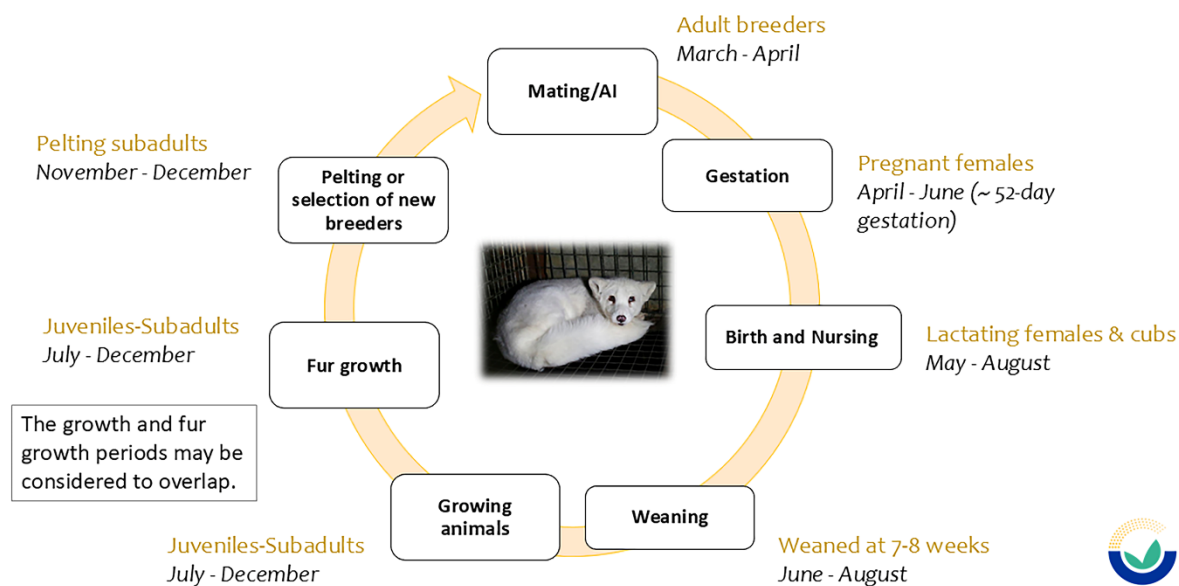 Adult breeders
March - April
Mating/AI
Pelting subadults
November - December
Pelting or
selection of new
breeders
Gestation
Pregnant females
April - June (~ 52-day
gestation)
Juveniles-Subadults
July - December
Fur growth
Birth and Nursing
Lactating females & cubs
May - August
The growth and fur
growth periods may be
considered to overlap.
Growing
animals
Weaning
Juveniles-Subadults
July - December
Weaned at 7-8 weeks
June - August